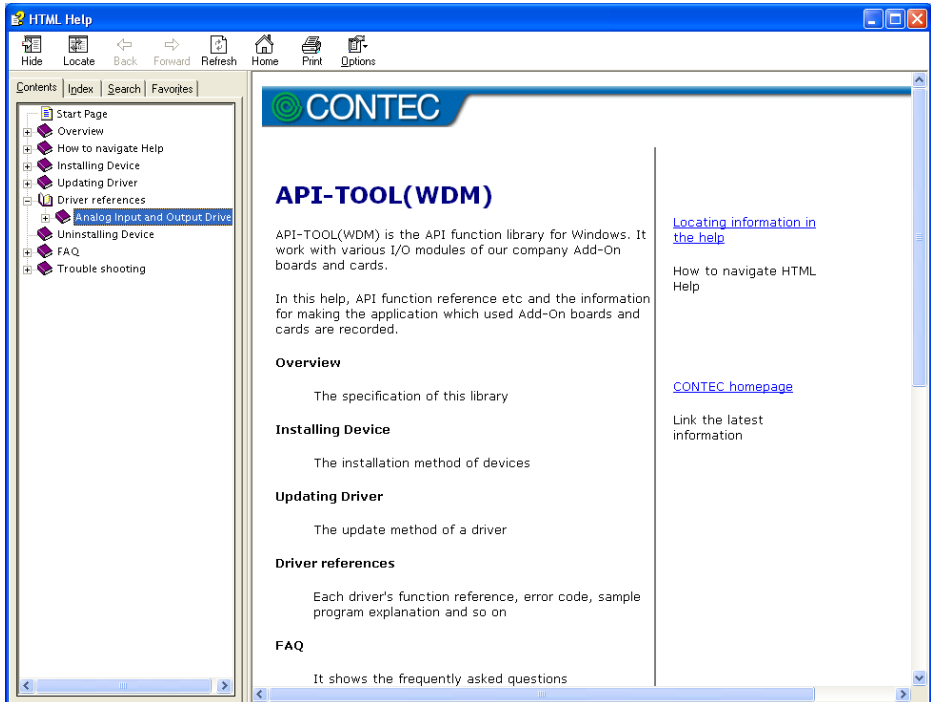 HTML Help
Hide Locate Back Forward Refresh Home Print Options
Contents Index Search Favorites
Start Page
Overview
How to navigate Help
Installing Device
Updating Driver
Driver references
Analog Input and Output Drive
Uninstalling Device
FAQ
Trouble shooting
CONTEC
API-TOOL(WDM)
API-TOOL(WDM) is the API function library for Windows. It
work with various I/O modules of our company Add-On
boards and cards.
In this help, API function reference etc and the information
for making the application which used Add-On boards and
cards are recorded.
Overview
The specification of this library
Installing Device
The installation method of devices
Updating Driver
The update method of a driver
Driver references
Each driver's function reference, error code, sample
program explanation and so on
FAQ
It shows the frequently asked questions
Locating information in
the help
How to navigate HTML
Help
CONTEC homepage
Link the latest
information